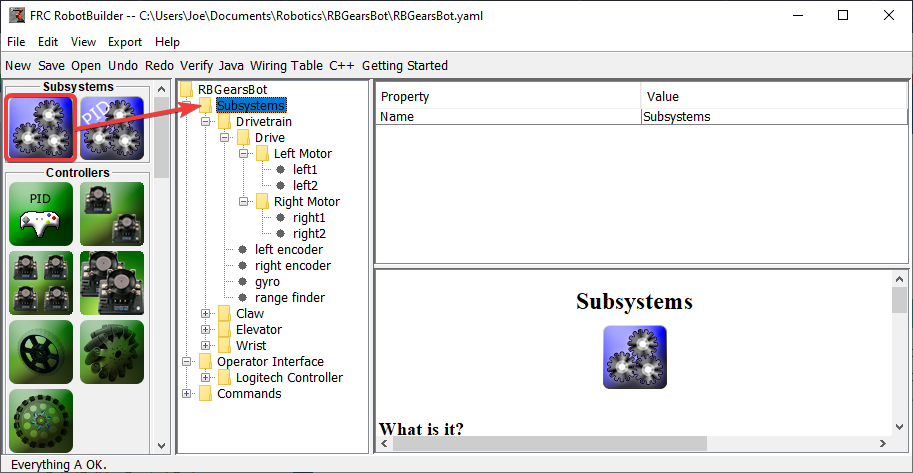 FRC RobotBuilder -- C:\Users\Joe\Documents\Robotics\RBGearsBot\RBGearsBot.yaml
File Edit View Export Help
New Save Open Undo Redo Verify Java Wiring Table C++ Getting Started
Subsystems
PID
Controllers
PID
RBGearsBot
Subsystems
Drivetrain
Drive
Left Motor
left1
left2
Right Motor
right1
right2
left encoder
right encoder
gyro
range finder
Claw
Elevator
Wrist
Operator Interface
Logitech Controller
Commands
Property Value
Name Subsystems
Subsystems
What is it?
Everything A OK.